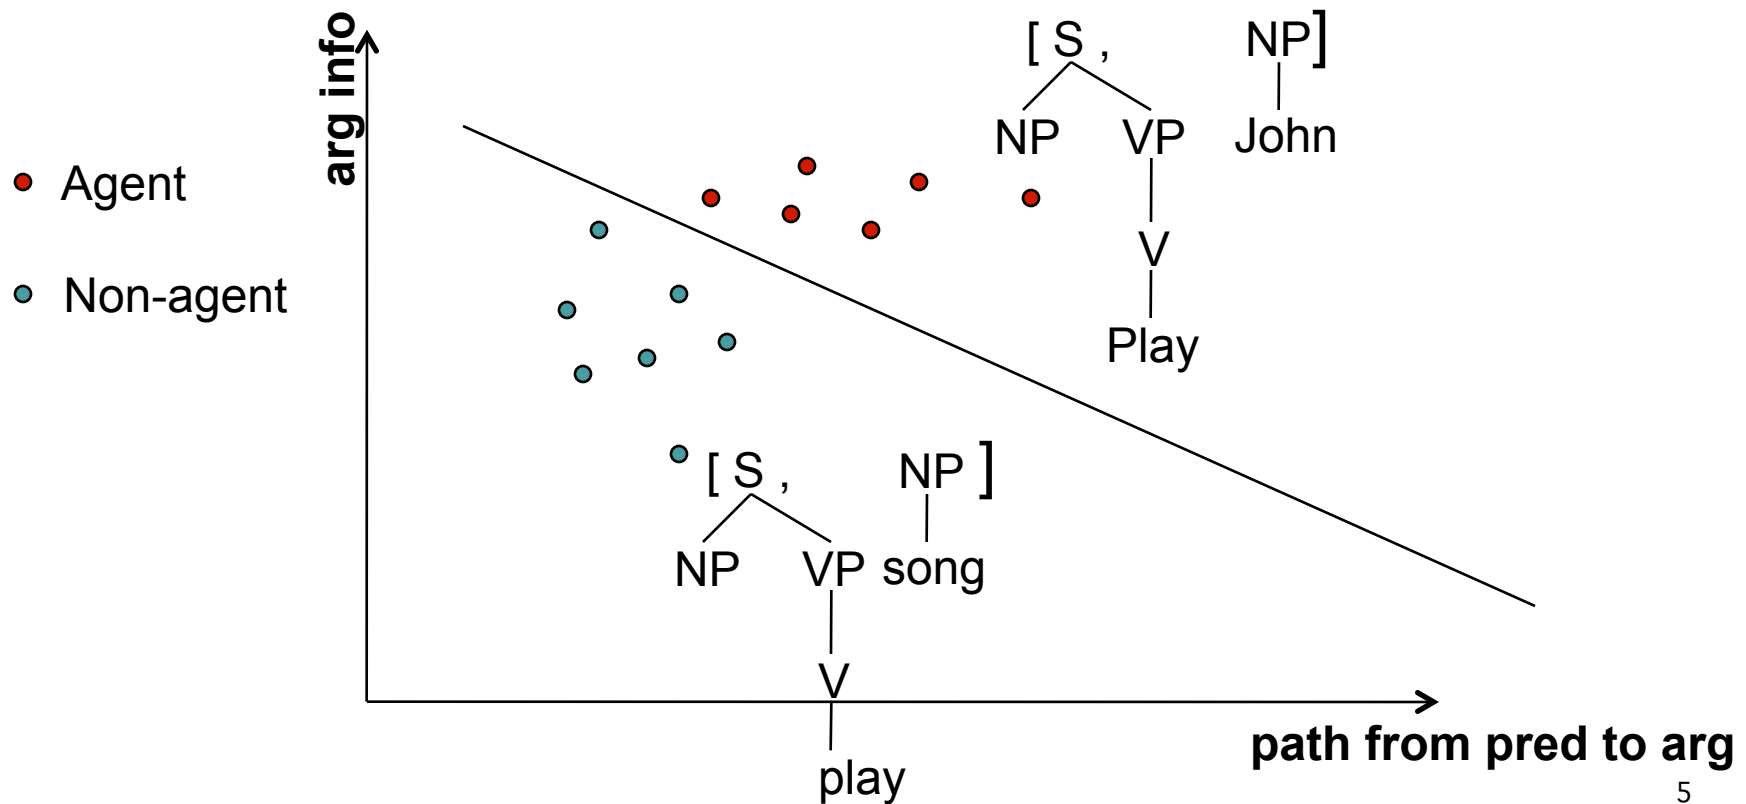 arg info
Agent
Non-agent
[ S , NP ]
NP VP John
V
Play
[ S , NP ]
NP VP song
V
play
path from pred to arg
5